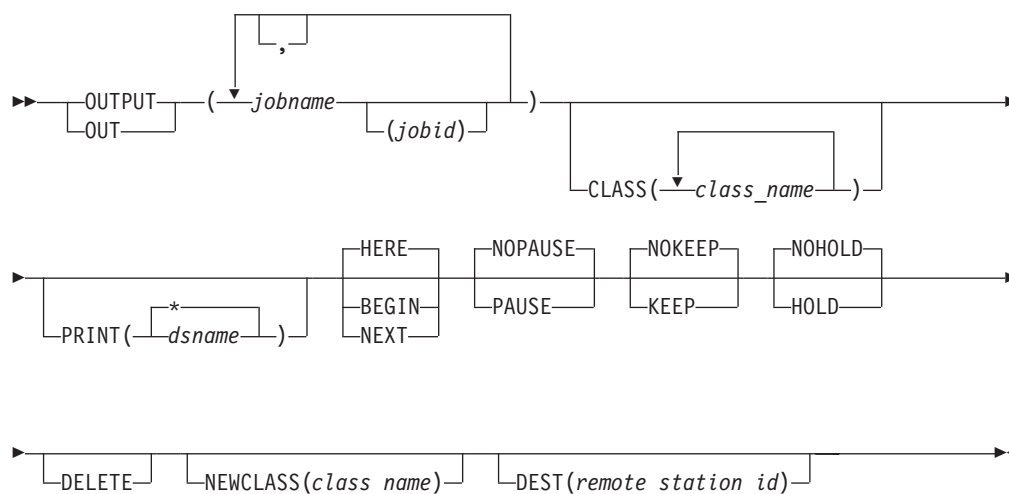 ,
OUTPUT ( jobname )
OUT (jobid)
CLASS( class_name )
HERE NOPAUSE NOKEEP NOHOLD
*
BEGIN PAUSE KEEP HOLD
PRINT( dsname ) NEXT
DELETE NEWCLASS(class name) DEST(remote station id)